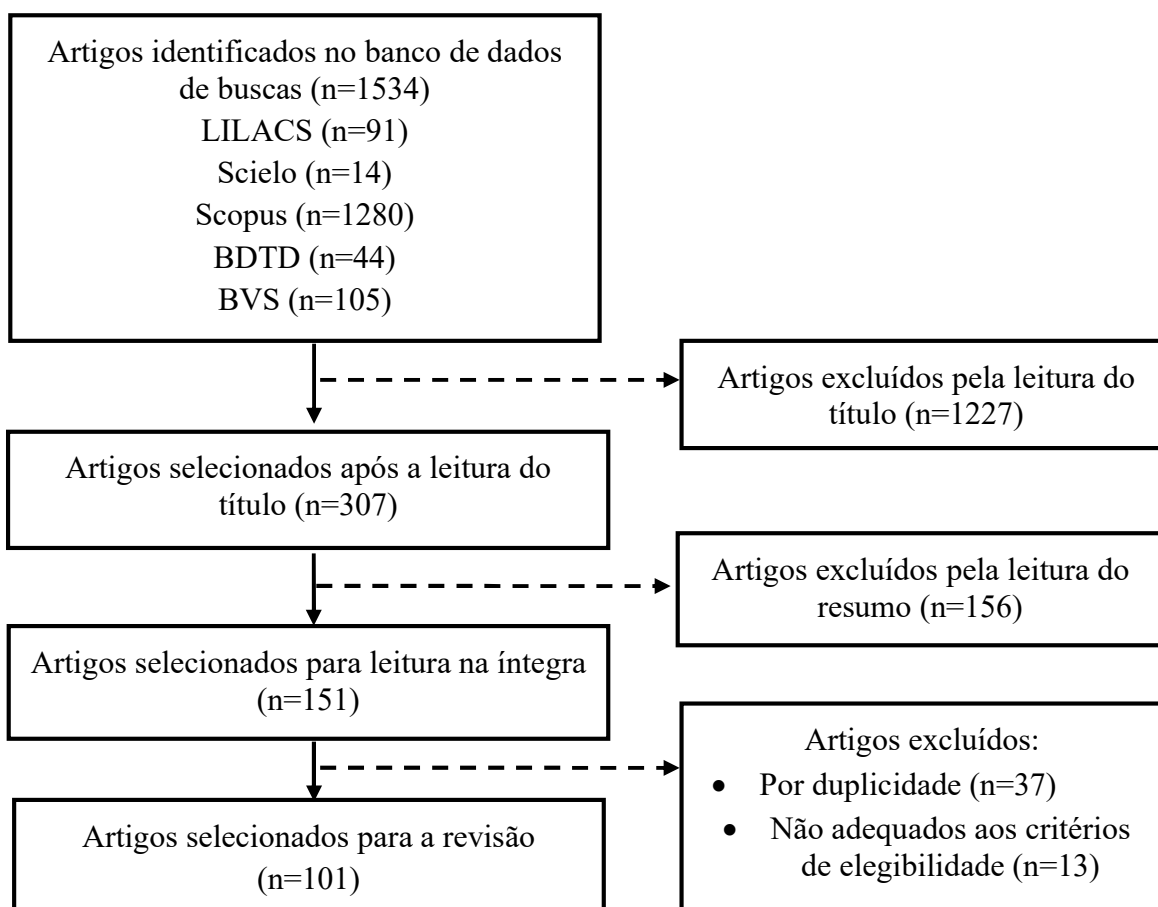 Artigos identificados no banco de dados
de buscas (n=1534)
LILACS (n=91)
Scielo (n=14)
Scopus (n=1280)
BDTD (n=44)
BVS (n=105)
Artigos excluídos pela leitura do
título (n=1227)
Artigos selecionados após a leitura do
título (n=307)
Artigos excluídos pela leitura do
resumo (n=156)
Artigos selecionados para leitura na íntegra
(n=151)
Artigos excluídos:
• Por duplicidade (n=37)
• Não adequados aos critérios
de elegibilidade (n=13)
Artigos selecionados para a revisão
(n=101)